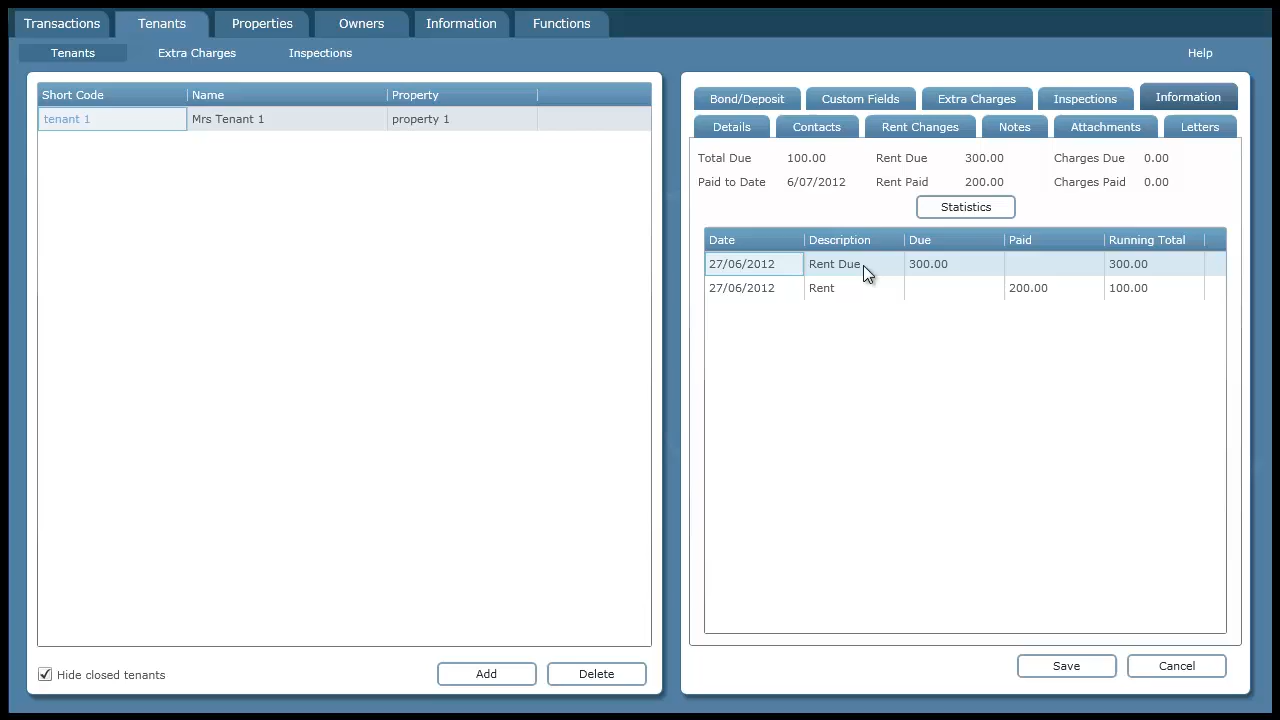 Transactions Tenants Properties Owners Information Functions
Tenants Extra Charges Inspections Help
Short Code Name Property
tenant 1 Mrs Tenant 1 property 1
Hide closed tenants Add Delete
Bond/Deposit Custom Fields Extra Charges Inspections Information
Details Contacts Rent Changes Notes Attachments Letters
Total Due 100.00 Rent Due 300.00 Charges Due 0.00
Paid to Date 6/07/2012 Rent Paid 200.00 Charges Paid 0.00
Statistics
Date Description Due Paid Running Total
27/06/2012 Rent Due 300.00 300.00
27/06/2012 Rent 200.00 100.00
Save Cancel